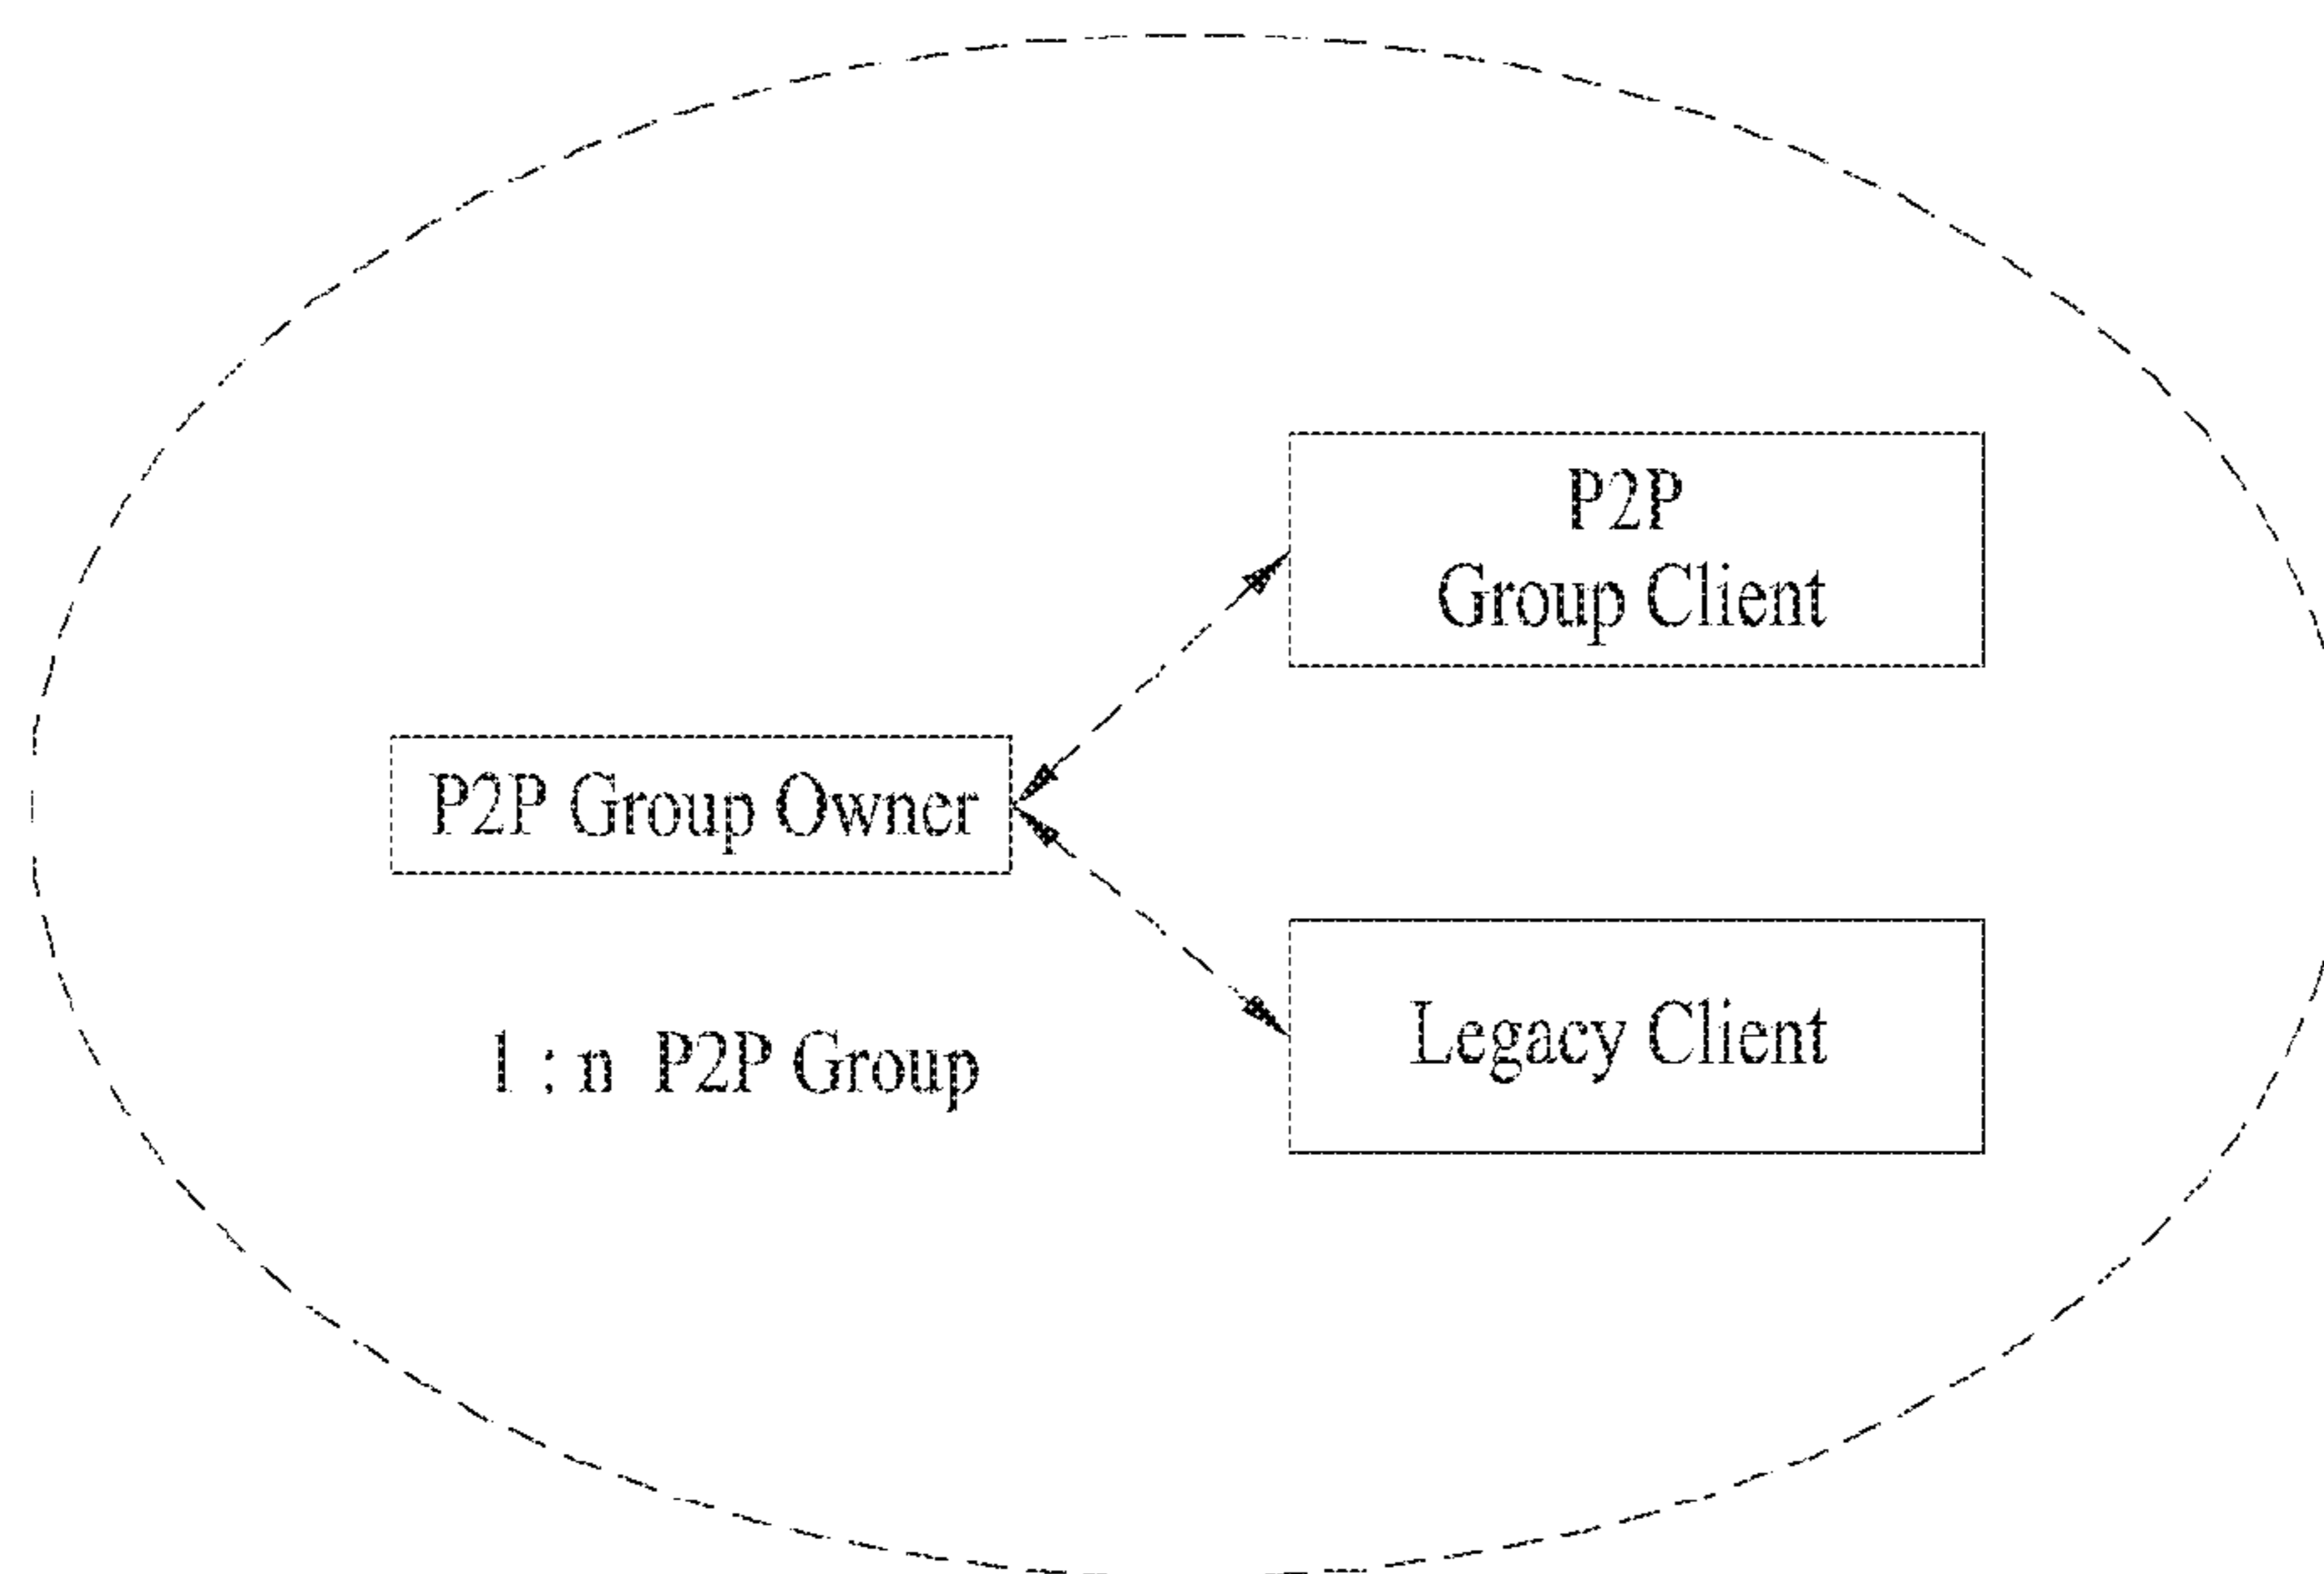 P2P
Group Client
P2P Group Owner
Legacy Client
1 : n P2P Group